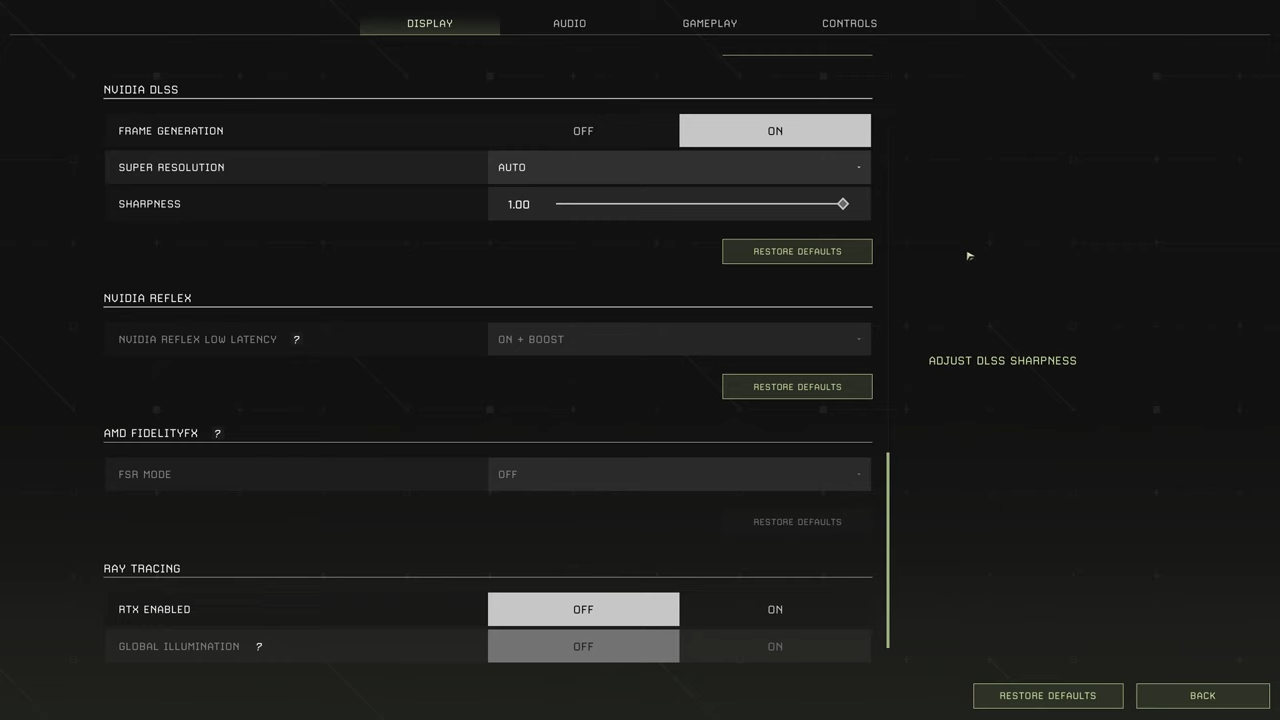 DISPLAY AUDIO GAMEPLAY CONTROLS
NVIDIA DLSS
FRAME GENERATION OFF ON
SUPER RESOLUTION AUTO -
SHARPNESS 1.00
RESTORE DEFAULTS
NVIDIA REFLEX
NVIDIA REFLEX LOW LATENCY ? ON + BOOST -
ADJUST DLSS SHARPNESS
RESTORE DEFAULTS
AMD FIDELITYFX ?
FSR MODE OFF -
RESTORE DEFAULTS
RAY TRACING
RTX ENABLED OFF ON
GLOBAL ILLUMINATION ? OFF ON
RESTORE DEFAULTS BACK